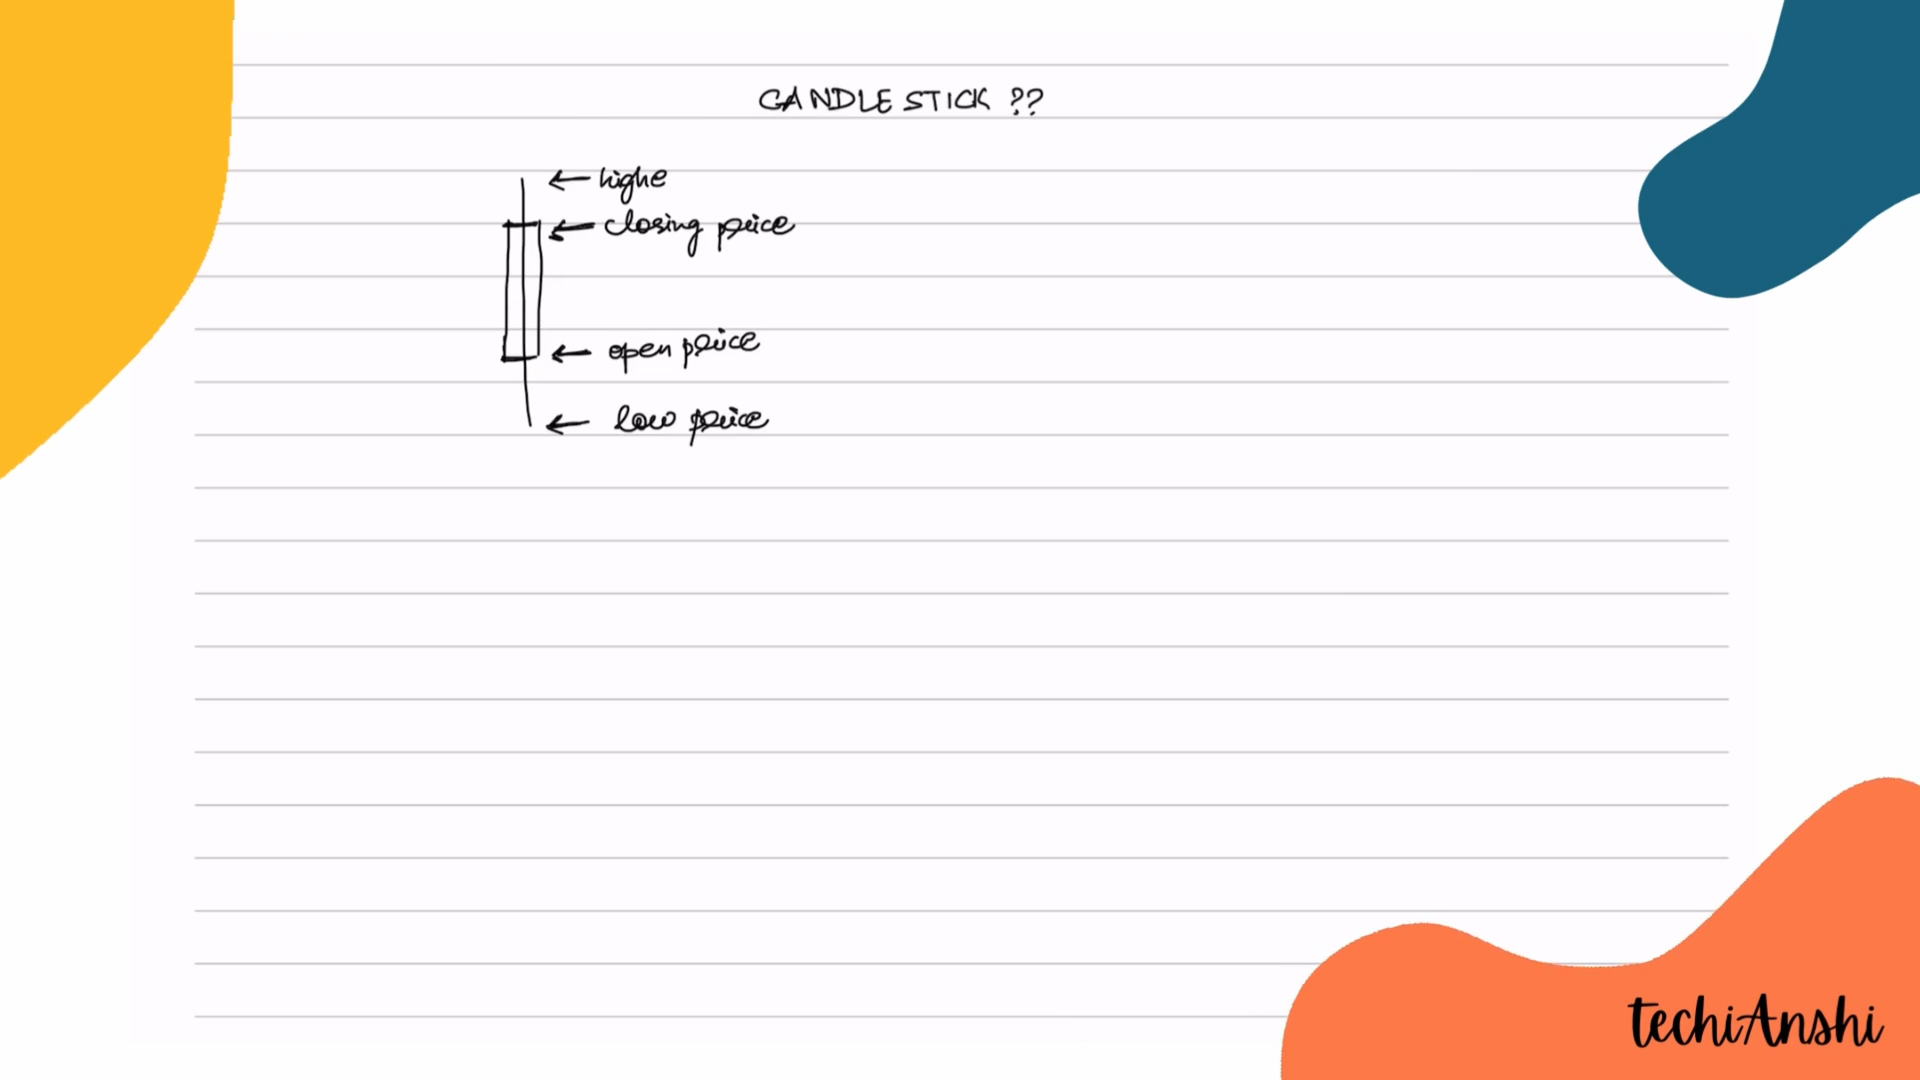 CANDLE STICK ??
← highe
← closing price
← open price
← low price
techiAnshi